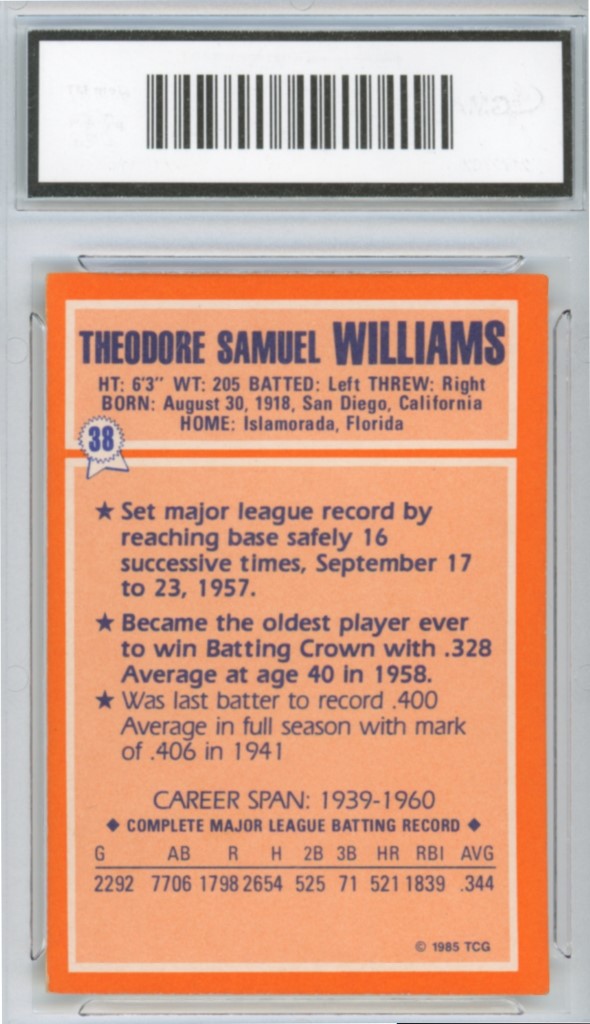 THEODORE SAMUEL WILLIAMS
HT: 6'3" WT: 205 BATTED: Left THREW: Right
BORN: August 30, 1918, San Diego, California
HOME: Islamorada, Florida
38
★ Set major league record by
reaching base safely 16
successive times, September 17
to 23, 1957.
★ Became the oldest player ever
to win Batting Crown with .328
Average at age 40 in 1958.
★ Was last batter to record .400
Average in full season with mark
of .406 in 1941
CAREER SPAN: 1939-1960
◆ COMPLETE MAJOR LEAGUE BATTING RECORD ◆
G AB R H 2B 3B HR RBI AVG
2292 7706 1798 2654 525 71 521 1839 .344
© 1985 TCG